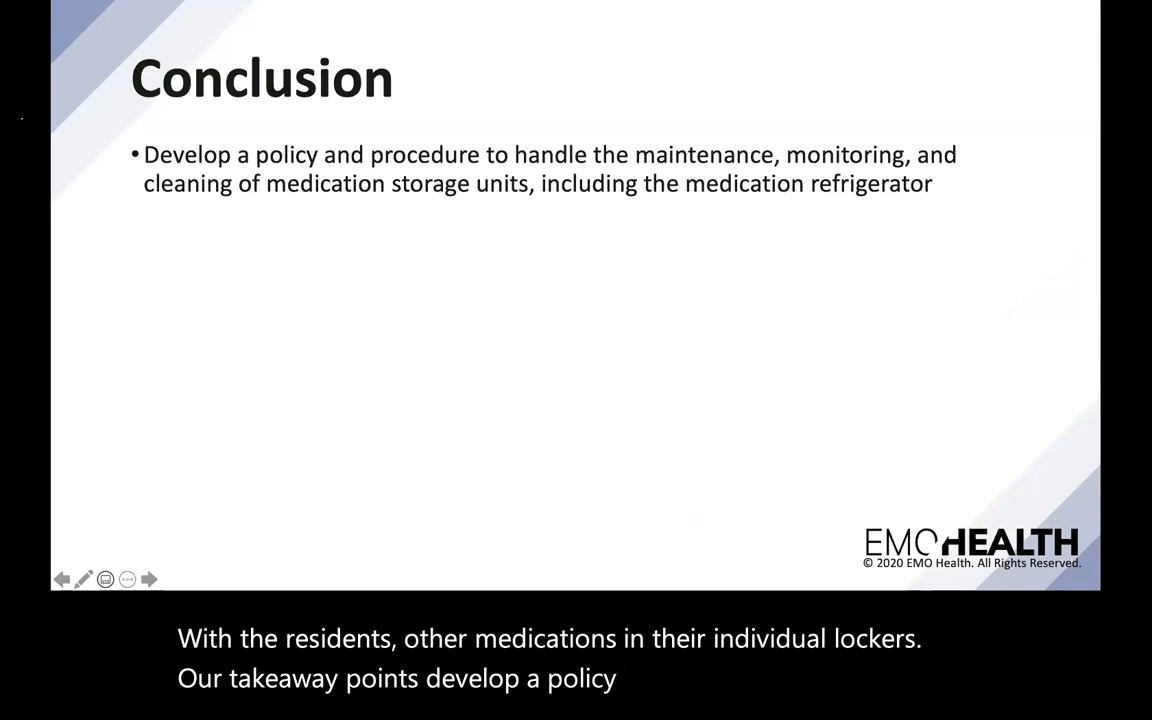 Conclusion
• Develop a policy and procedure to handle the maintenance, monitoring, and
cleaning of medication storage units, including the medication refrigerator
EMOHEALTH
© 2020 EMO Health. All Rights Reserved.
With the residents, other medications in their individual lockers.
Our takeaway points develop a policy